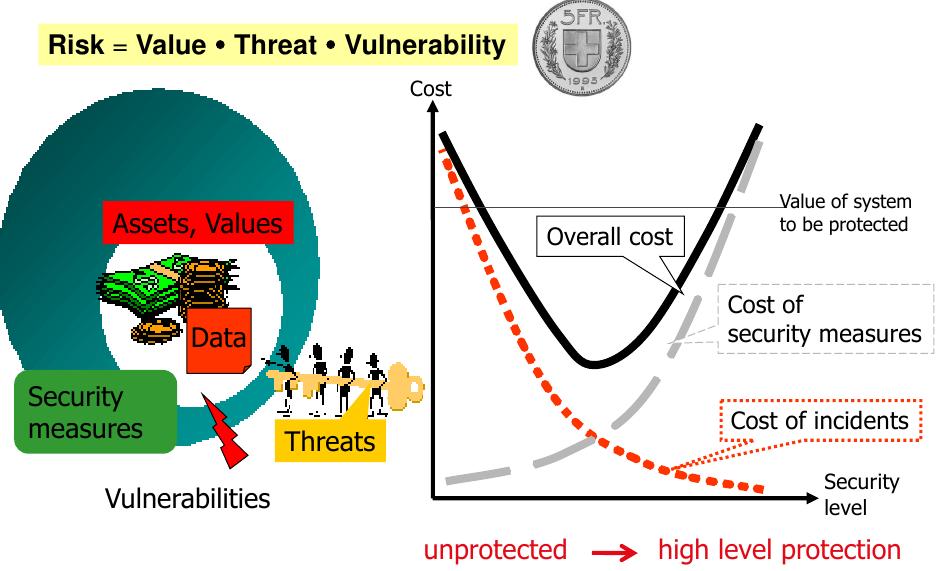 Risk = Value • Threat • Vulnerability
5FR.
1995
B
Cost
Assets, Values
Value of system
to be protected
Overall cost
Data
Cost of
security measures
Security
measures
Threats
Cost of incidents
Vulnerabilities
Security
level
unprotected
high level protection